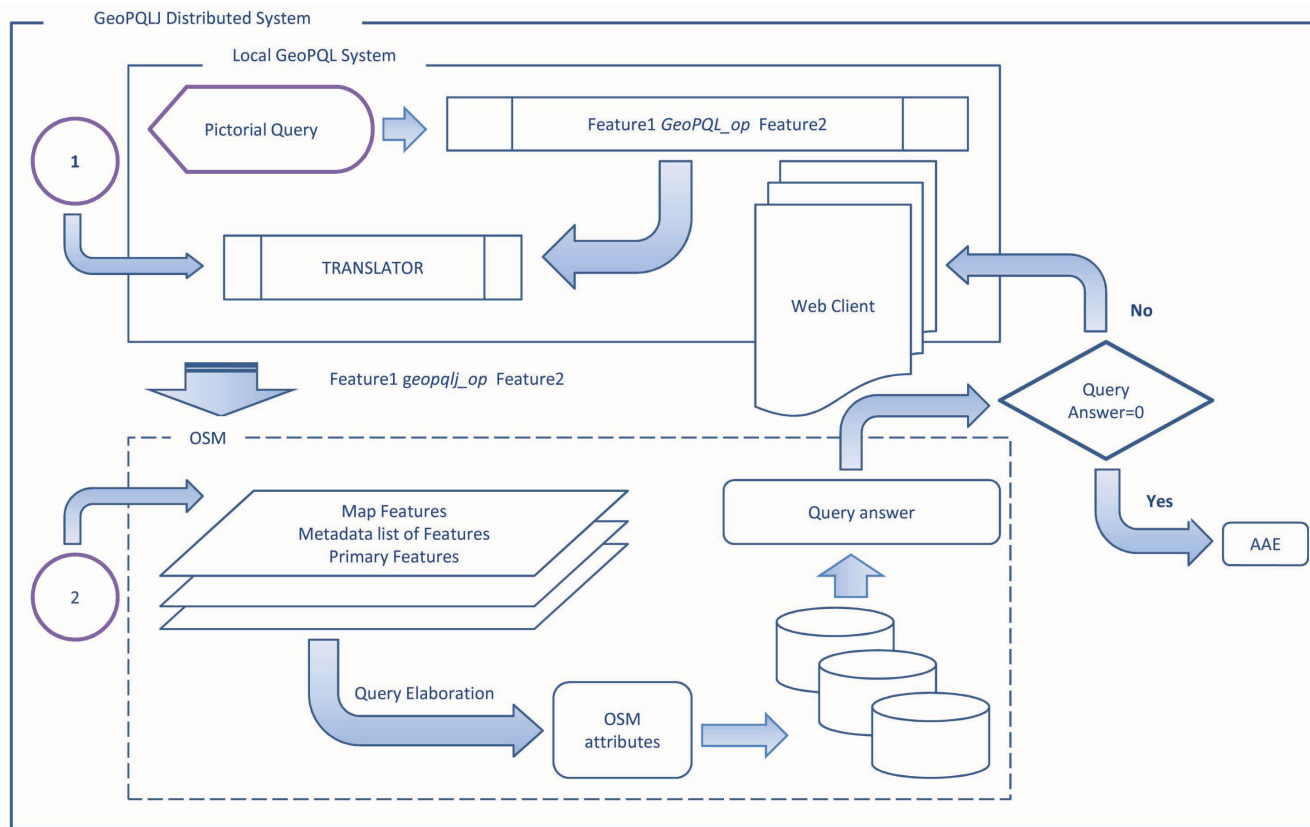 GeoPQLJ Distributed System
Local GeoPQL System
Pictorial Query
Feature1 GeoPQL_op Feature2
1
TRANSLATOR
Web Client
No
Feature1 geopqlj_op Feature2
Query
Answer=0
OSM
Map Features
Metadata list of Features
Primary Features
Query answer
Yes
AAE
2
Query Elaboration
OSM
attributes